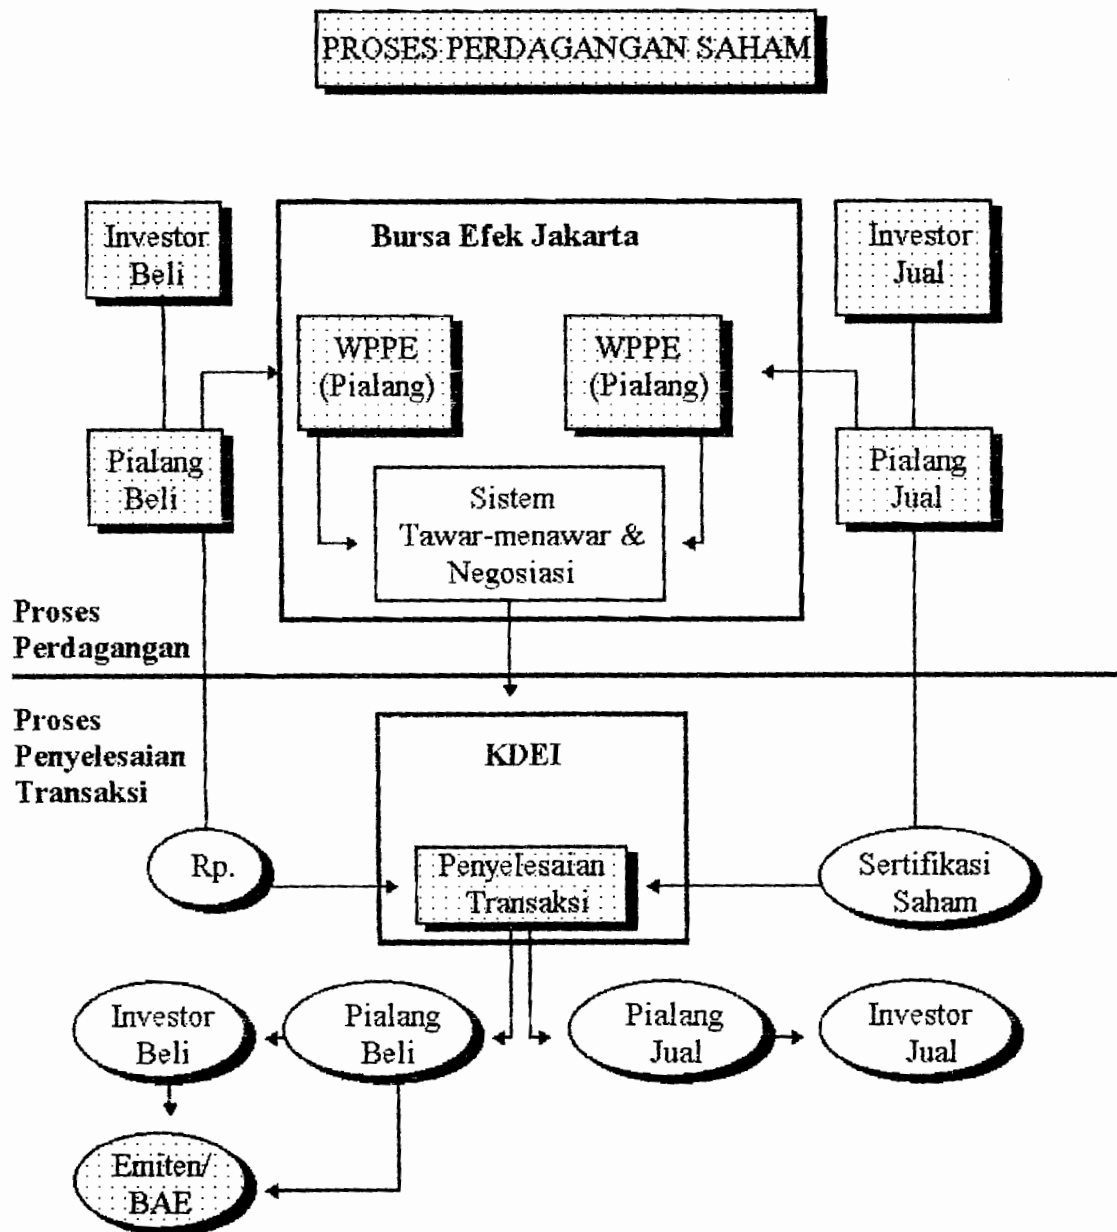 PROSES PERDAGANGAN SAHAM
Investor
Beli
Bursa Efek Jakarta
Investor
Jual
WPPE
(Pialang)
WPPE
(Pialang)
Pialang
Beli
Pialang
Jual
Sistem
Tawar-menawar &
Negosiasi
Proses
Perdagangan
Proses
Penyelesaian
Transaksi
KDEI
Rp.
Penyelesaian
Transaksi
Sertifikasi
Saham
Investor
Beli
Pialang
Beli
Pialang
Jual
Investor
Jual
Emiten/
BAE